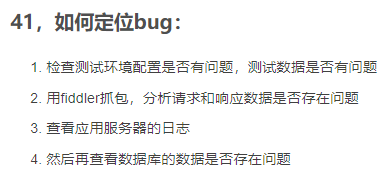 41，如何定位bug：
1. 检查测试环境配置是否有问题，测试数据是否有问题
2. 用fiddler抓包，分析请求和响应数据是否存在问题
3. 查看应用服务器的日志
4. 然后再查看数据库的数据是否存在问题